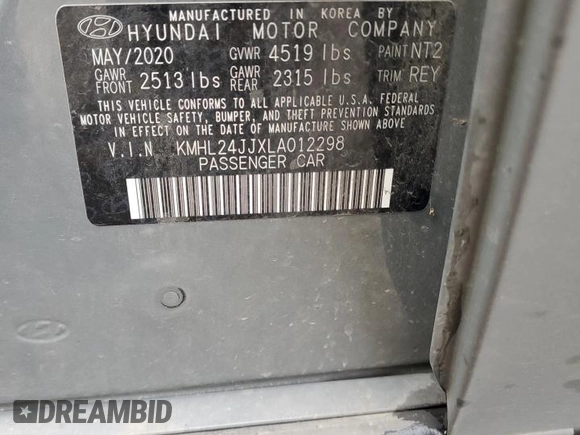 MANUFACTURED IN KOREA BY
HYUNDAI MOTOR COMPANY
MAY/2020 GVWR 4519 lbs PAINT NT2
GAWR FRONT 2513 lbs GAWR REAR 2315 lbs TRIM REY
THIS VEHICLE CONFORMS TO ALL APPLICABLE U.S.A. FEDERAL
MOTOR VEHICLE SAFETY, BUMPER, AND THEFT PREVENTION STANDARDS
IN EFFECT ON THE DATE OF MANUFACTURE SHOWN ABOVE
V.I.N KMHL24JJXLA012298
PASSENGER CAR
DREAMBID